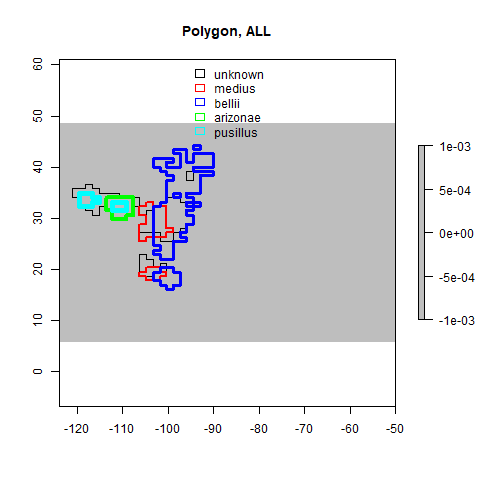 Polygon, ALL
unknown
medius
bellii
arizonae
pusillus
60
50
40
30
20
10
0
-120
-110
-100
-90
-80
-70
-60
-50
1e-03
5e-04
0e+00
-5e-04
-1e-03